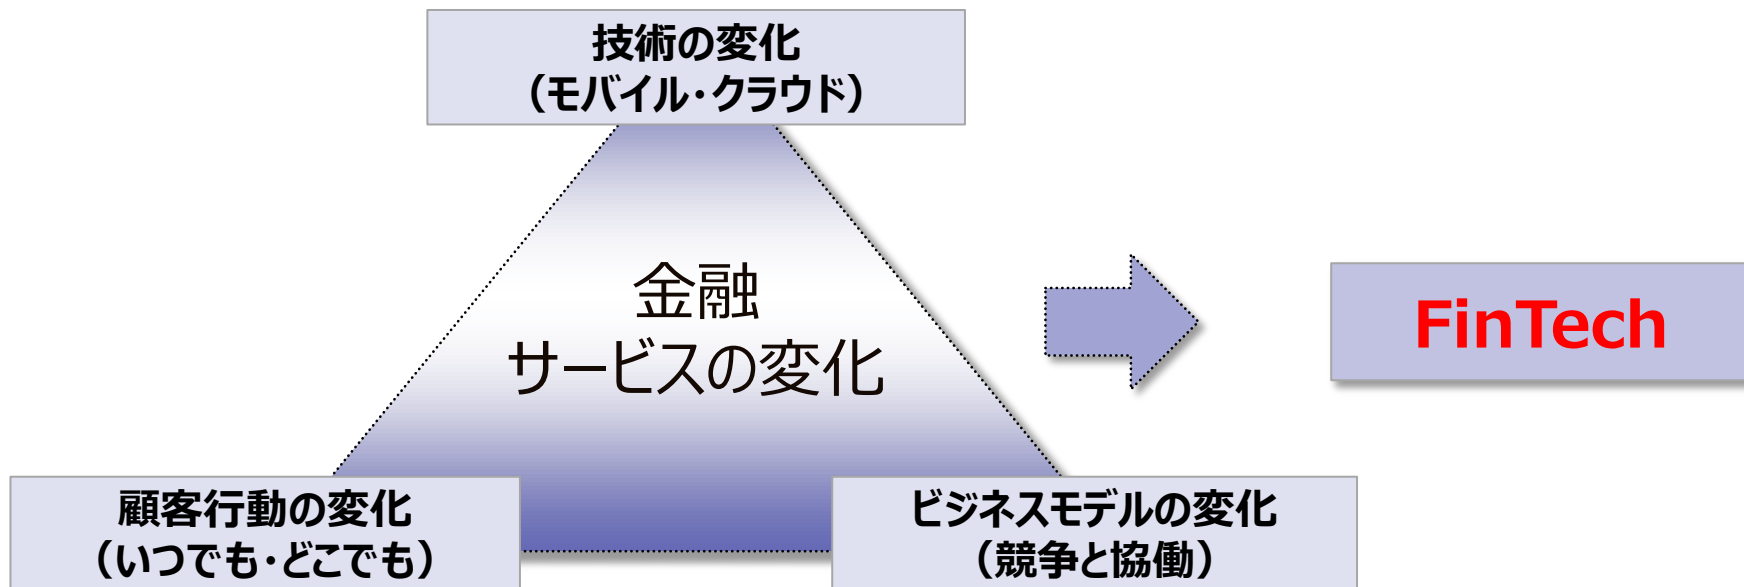 技術の変化
（モバイル・クラウド）
金融
サービスの変化
FinTech
顧客行動の変化
（いつでも・どこでも）
ビジネスモデルの変化
（競争と協働）